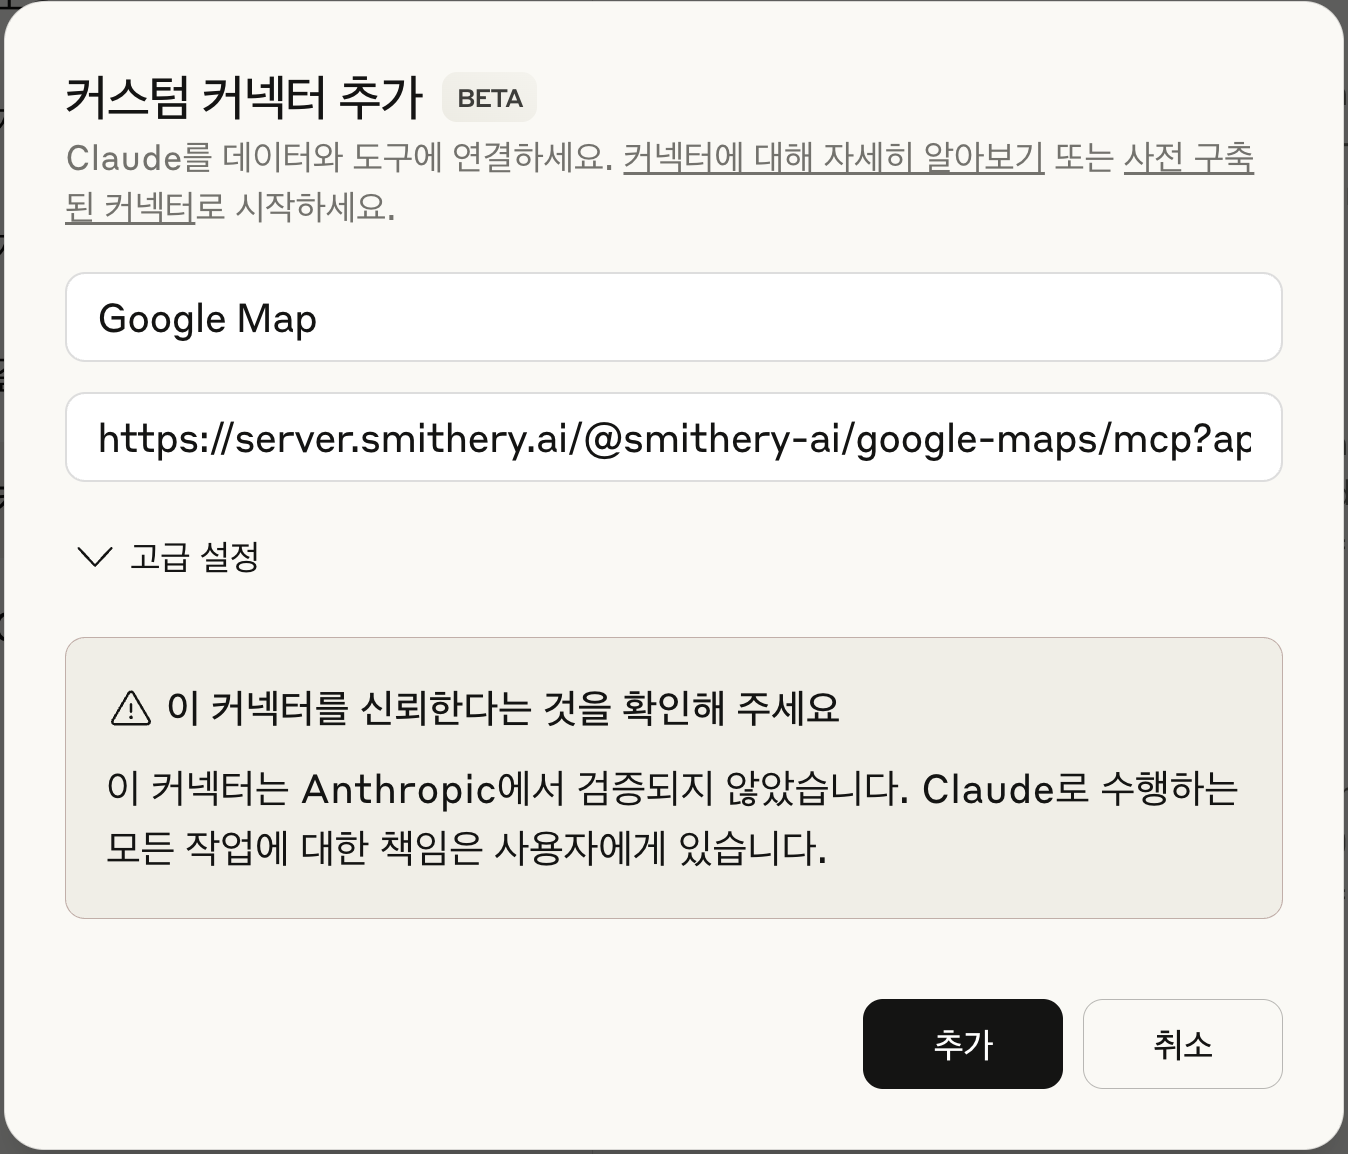 커스텀 커넥터 추가 BETA
Claude를 데이터와 도구에 연결하세요. 커넥터에 대해 자세히 알아보기 또는 사전 구축
된 커넥터로 시작하세요.
Google Map
https://server.smithery.ai/@smithery-ai/google-maps/mcp?ap
고급 설정
이 커넥터를 신뢰한다는 것을 확인해 주세요
이 커넥터는 Anthropic에서 검증되지 않았습니다. Claude로 수행하는
모든 작업에 대한 책임은 사용자에게 있습니다.
추가 취소